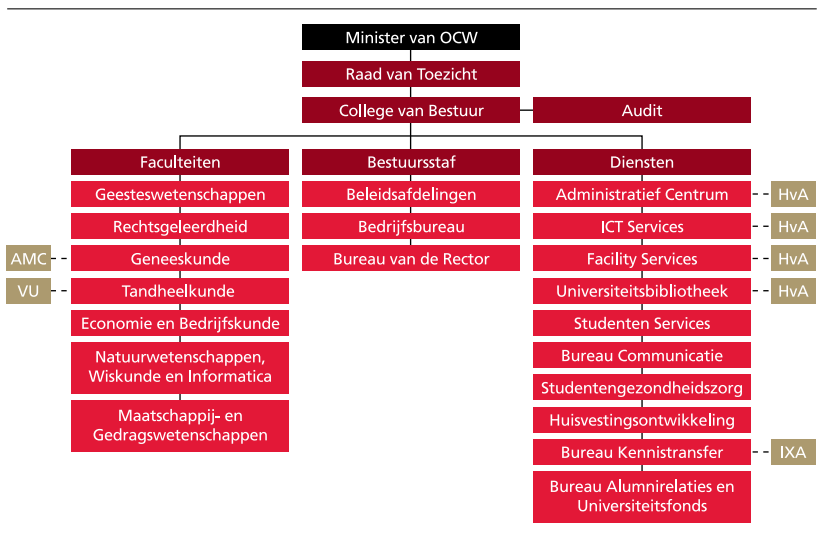 Minister van OCW
Raad van Toezicht
College van Bestuur
Audit
Faculteiten
Geesteswetenschappen
Rechtsgeleerdheid
AMC
Geneeskunde
VU
Tandheelkunde
Economie en Bedrijfskunde
Natuurwetenschappen,
Wiskunde en Informatica
Maatschappij- en
Gedragswetenschappen
Bestuursstaf
Beleidsafdelingen
Bedrijfsbureau
Bureau van de Rector
Diensten
Administratief Centrum
HvA
ICT Services
HvA
Facility Services
HvA
Universiteitsbibliotheek
HvA
Studenten Services
Bureau Communicatie
Studentengezondheidszorg
Huisvestingsontwikkeling
Bureau Kennistransfer
IXA
Bureau Alumnirelaties en
Universiteitsfonds